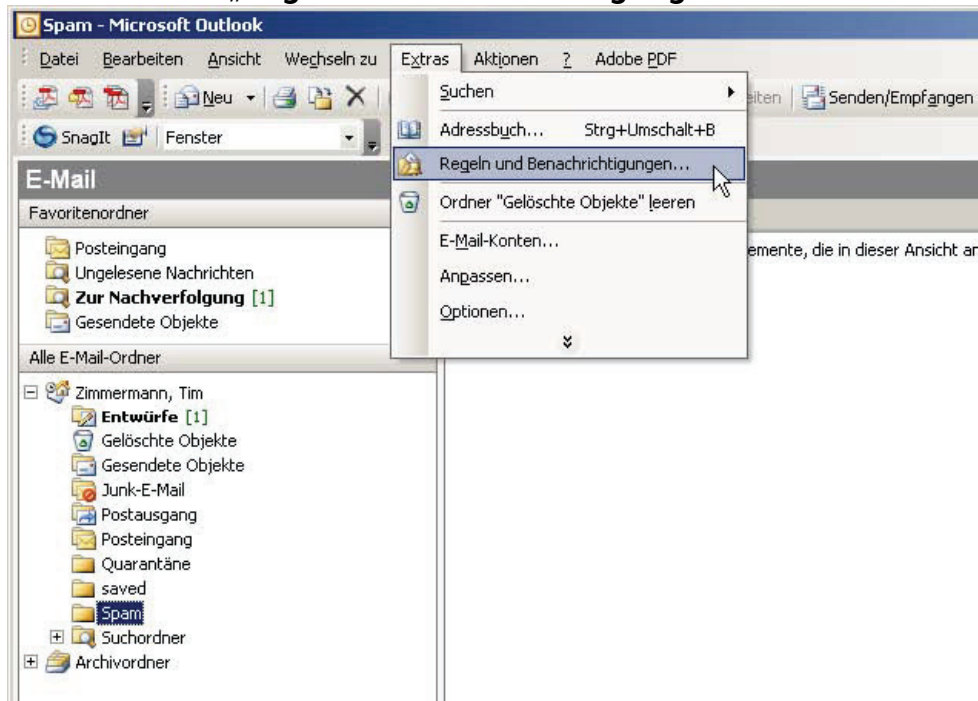 Spam - Microsoft Outlook
Datei Bearbeiten Ansicht Wechseln zu Extras Aktionen ? Adobe PDF
Neu Senden/Empfangen
SnagIt Fenster
Suchen
Adressbuch... Strg+Umschalt+B
Regeln und Benachrichtigungen...
Ordner "Gelöschte Objekte" leeren
E-Mail-Konten...
Anpassen...
Optionen...
E-Mail
Favoritenordner
Posteingang
Ungelesene Nachrichten
Zur Nachverfolgung [1]
Gesendete Objekte
die in dieser Ansicht
Alle E-Mail-Ordner
Zimmermann, Tim
Entwürfe [1]
Gelöschte Objekte
Gesendete Objekte
Junk-E-Mail
Postausgang
Posteingang
Quarantäne
saved
Spam
Suchordner
Archivordner